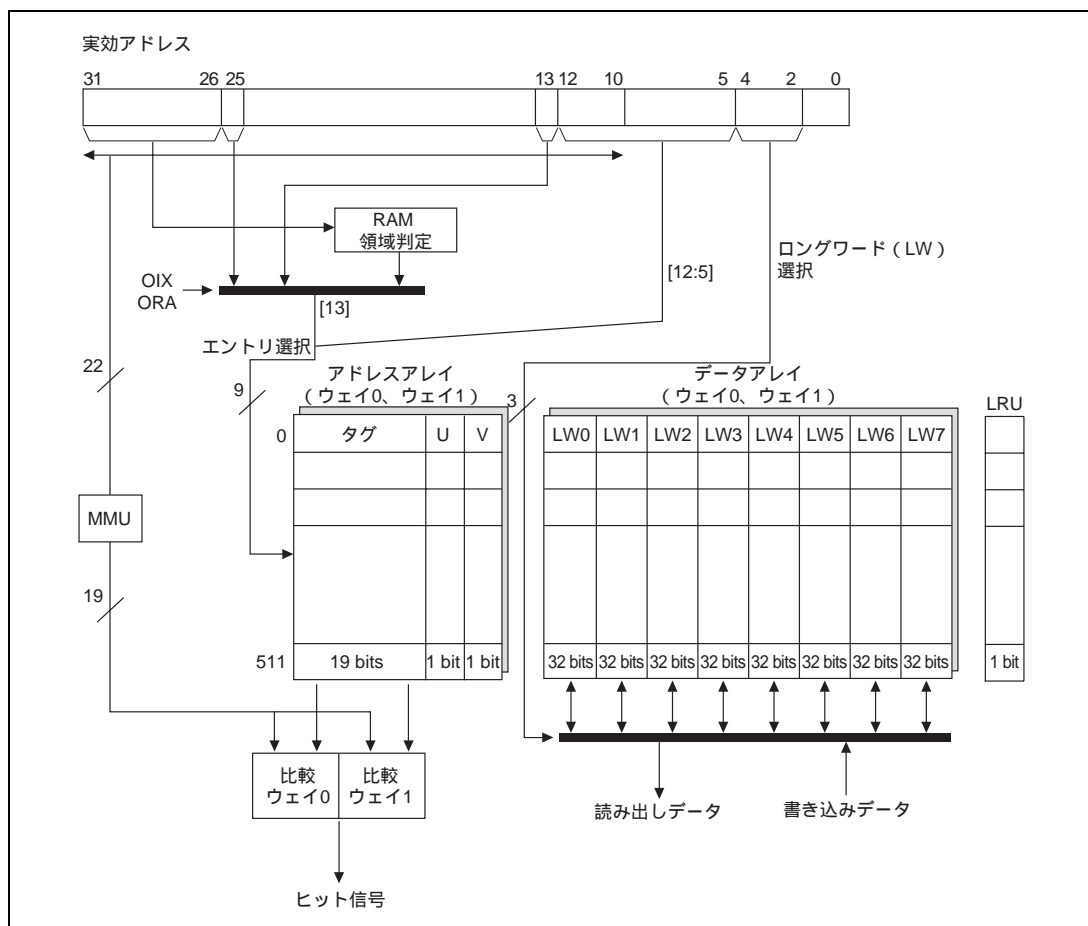 実効アドレス
31 26 25 13 12 10 5 4 2 0
RAM
領域判定
ロングワード（LW）
選択
OIX
ORA
[13]
[12:5]
エントリ選択
22
9
アドレスアレイ
（ウェイ0、ウェイ1）
3
データアレイ
（ウェイ0、ウェイ1）
LRU
0 タグ U V
LW0 LW1 LW2 LW3 LW4 LW5 LW6 LW7
MMU
19
511 19 bits 1 bit 1 bit
32 bits 32 bits 32 bits 32 bits 32 bits 32 bits 32 bits 32 bits
1 bit
比較
ウェイ0
比較
ウェイ1
読み出しデータ
書き込みデータ
ヒット信号